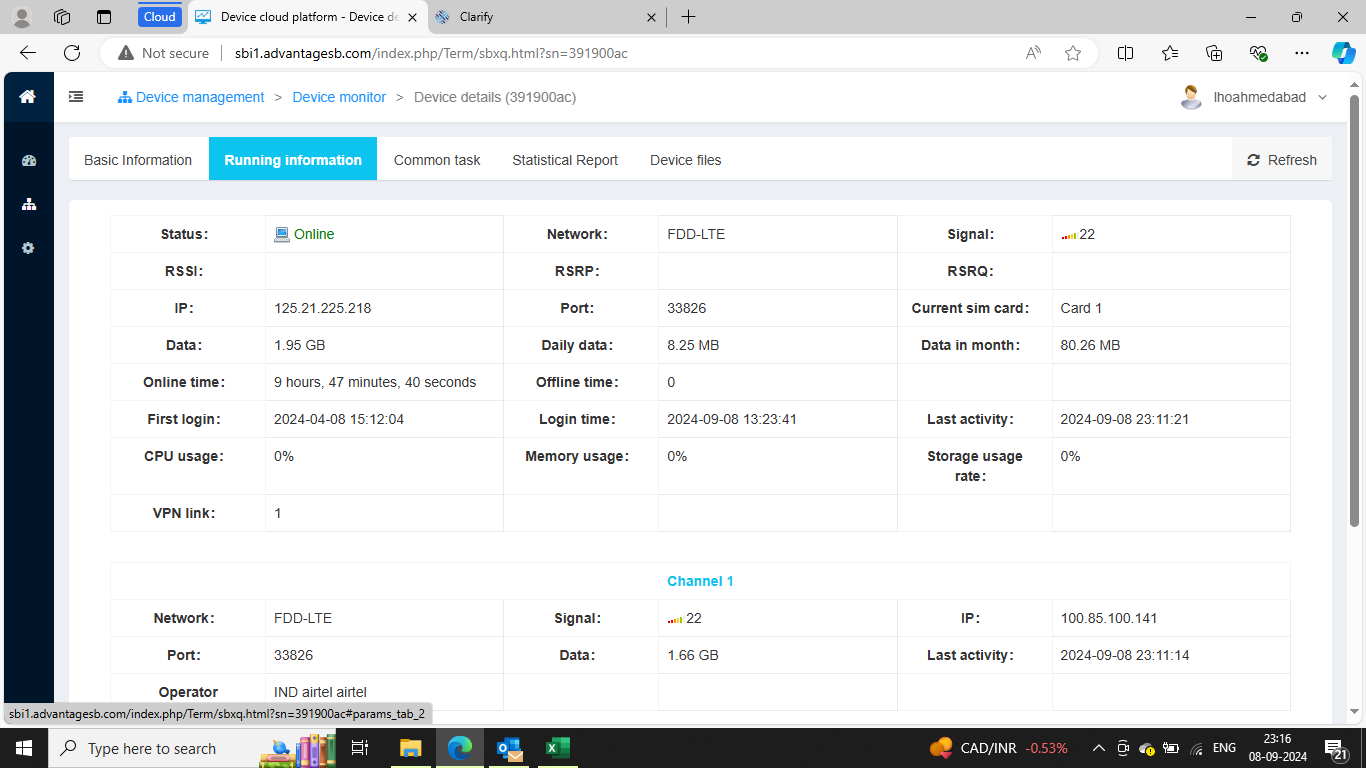 Cloud
Device cloud platform - Device de
Clarify
Not secure
sbi1.advantagesb.com/index.php/Term/sbxq.html?sn=391900ac
Device management > Device monitor > Device details (391900ac)
lhoahmedabad
Basic Information Running information Common task Statistical Report Device files Refresh
Status: Online Network: FDD-LTE Signal: 22
RSSI: RSRP: RSRQ:
IP: 125.21.225.218 Port: 33826 Current sim card: Card 1
Data: 1.95 GB Daily data: 8.25 MB Data in month: 80.26 MB
Online time: 9 hours, 47 minutes, 40 seconds Offline time: 0
First login: 2024-04-08 15:12:04 Login time: 2024-09-08 13:23:41 Last activity: 2024-09-08 23:11:21
CPU usage: 0% Memory usage: 0% Storage usage rate: 0%
VPN link: 1
Channel 1
Network: FDD-LTE Signal: 22 IP: 100.85.100.141
Port: 33826 Data: 1.66 GB Last activity: 2024-09-08 23:11:14
Operator IND airtel airtel
sbi1.advantagesb.com/index.php/Term/sbxq.html?sn=391900ac#params_tab_2
Type here to search
CAD/INR -0.53%
ENG
23:16
08-09-2024
21